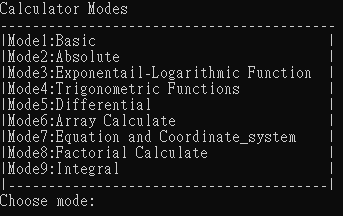 Calculator Modes
-----------------------------------
|Mode1:Basic                      |
|Mode2:Absolute                   |
|Mode3:Exponentail-Logarithmic Function  |
|Mode4:Trigonometric Functions    |
|Mode5:Differential               |
|Mode6:Array Calculate            |
|Mode7:Equation and Coordinate_system    |
|Mode8:Factorial Calculate        |
|Mode9:Integral                   |
|---------------------------------|
Choose mode: